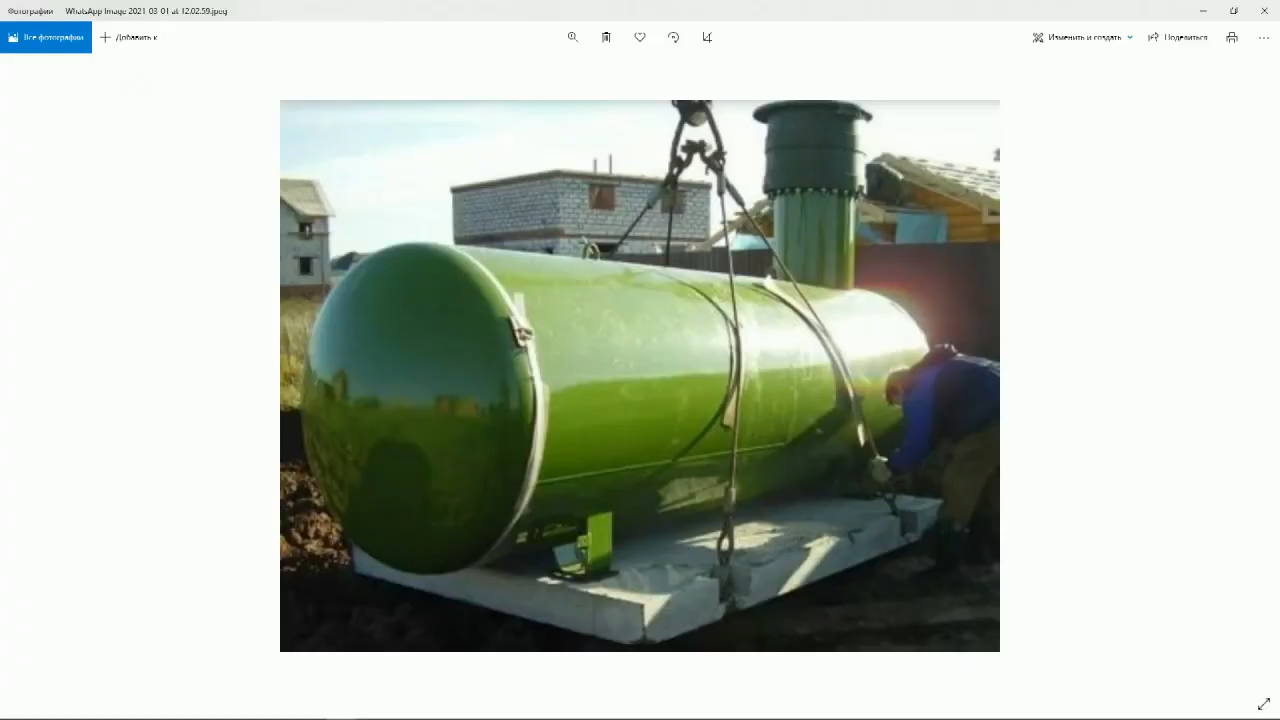 Фотографии WhatsApp Image 2021-03-01 at 12.02.59.jpeg
Все фотографии Добавить к Изменить и создать Поделиться